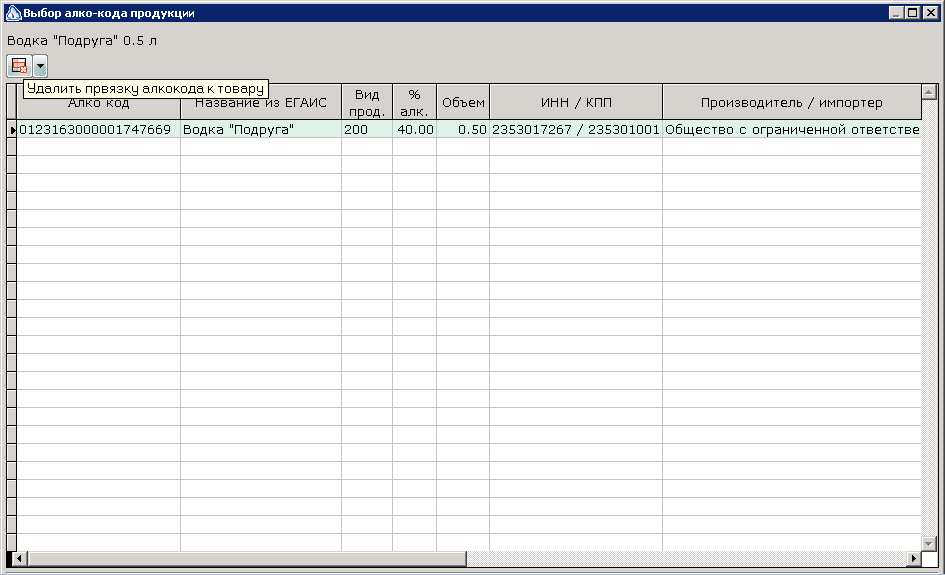 Выбор алко-кода продукции
Водка "Подруга" 0.5 л
Удалить првязку алкокода к товару
Алко код
Название из ЕГАИС
Вид
прод.
%
алк.
Объем
ИНН / КПП
Производитель / импортер
0123163000001747669 Водка "Подруга" 200 40.00 0.50 2353017267 / 235301001 Общество с ограниченной ответстве